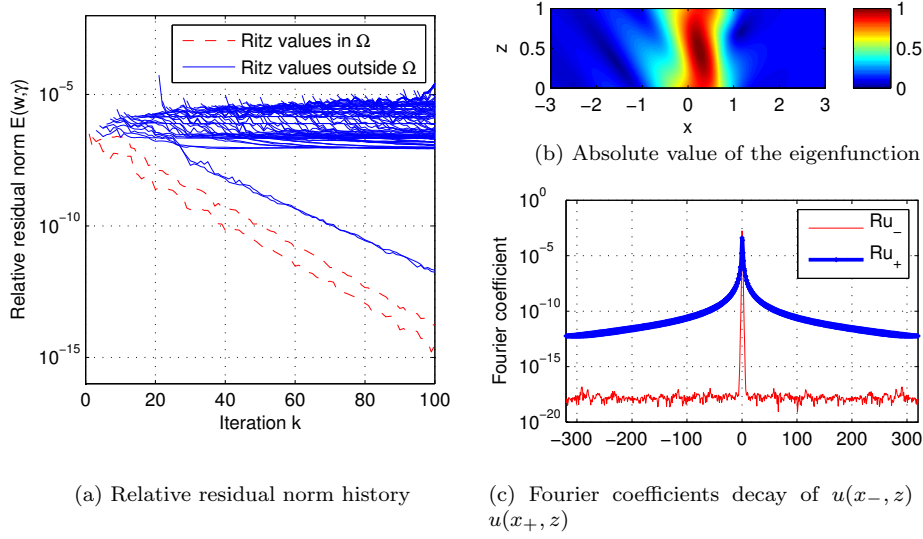 Ritz values in Ω
Ritz values outside Ω
Relative residual norm E(w;γ)
10^−5
10^−10
10^−15
0 20 40 60 80 100
Iteration k
(a) Relative residual norm history
z
1
0.5
0
−3 −2 −1 0 1 2 3
x
1
0.5
0
(b) Absolute value of the eigenfunction
Ru_−
Ru_+
Fourier coefficient
10^0
10^−5
10^−10
10^−15
10^−20
−300 −200 −100 0 100 200 300
(c) Fourier coefficients decay of u(x_−, z)
u(x_+, z)